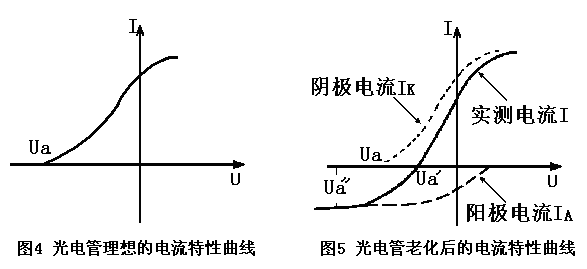 I
Ua
U
图4 光电管理想的电流特性曲线
I
阴极电流IK
实测电流I
Ua
Ua'
Ua''
U
阳极电流IA
图5 光电管老化后的电流特性曲线